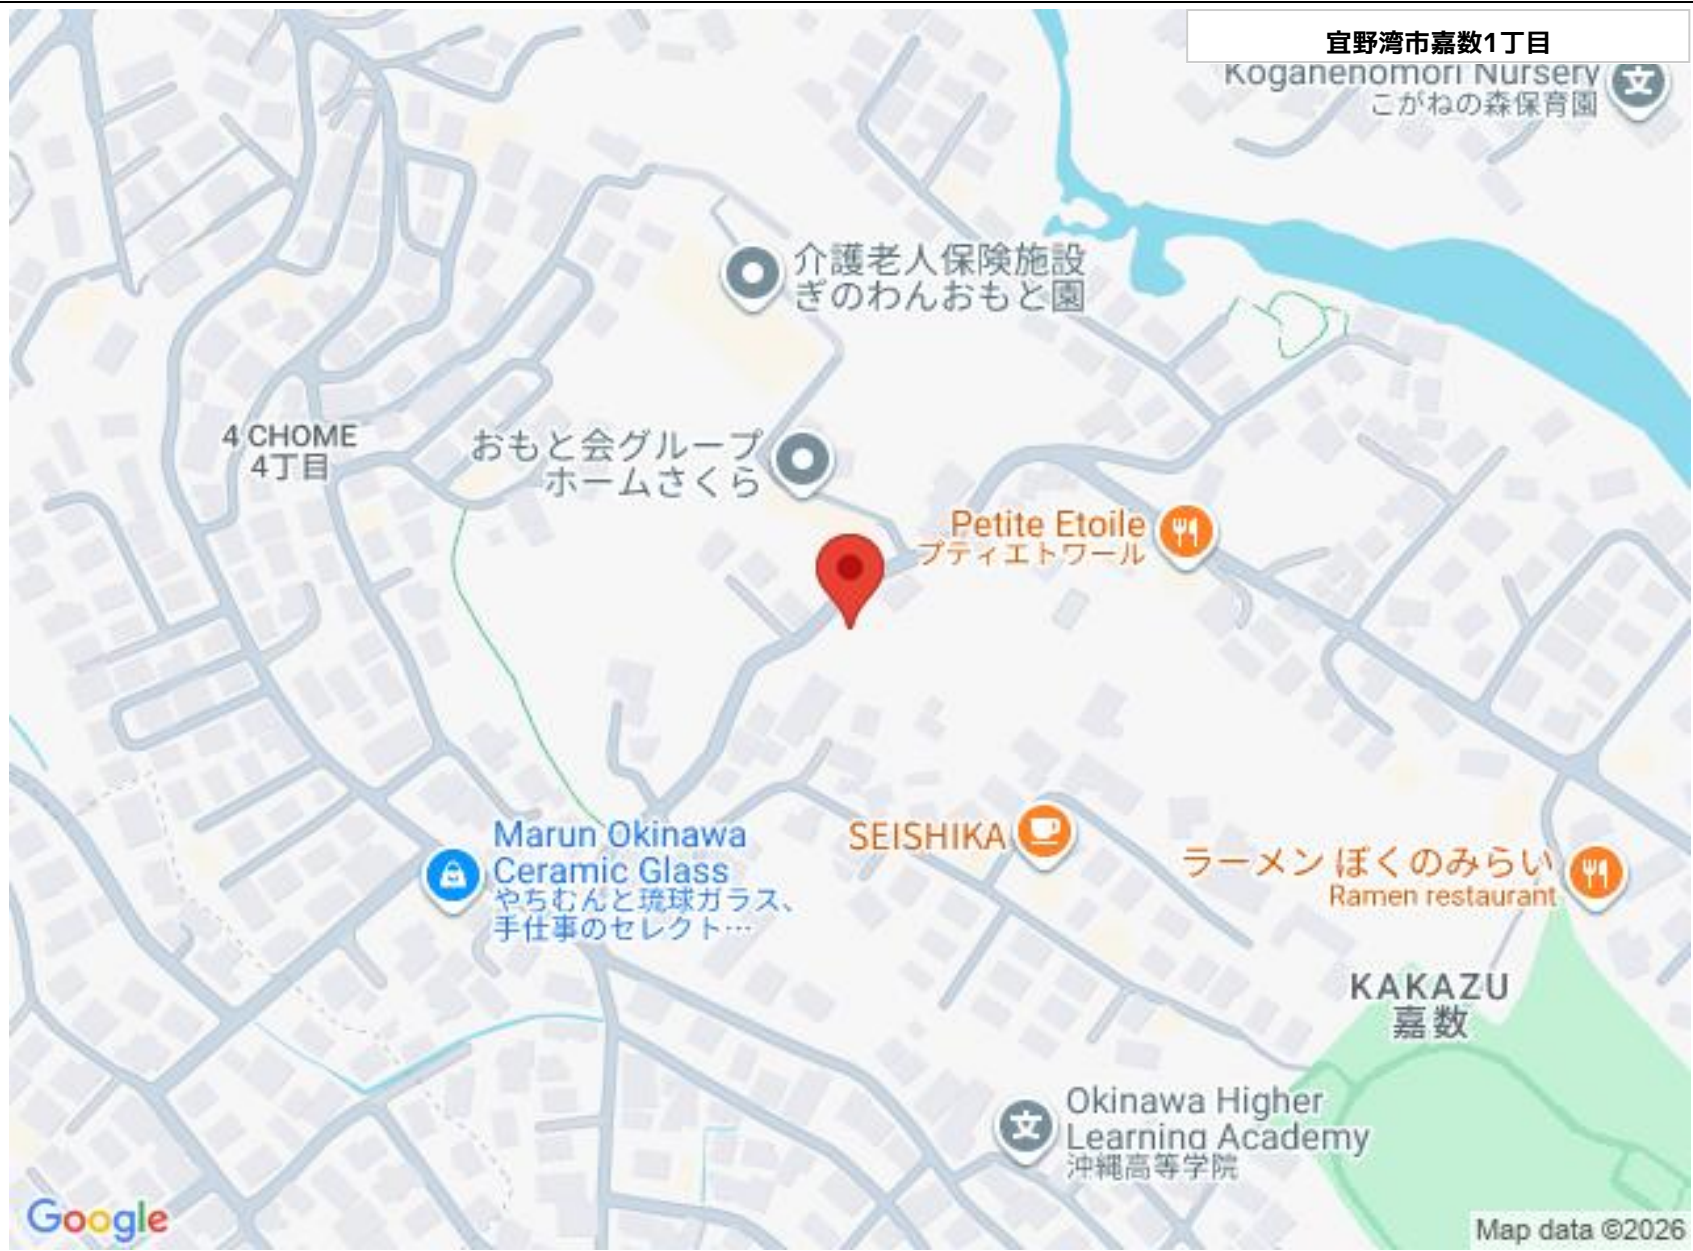 宜野湾市嘉数1丁目
Koganenomori Nursery
こがねの森保育園
介護老人保険施設
ぎのわんおもと園
4 CHOME
4丁目
おもと会グループ
ホームさくら
Petite Etoile
プティエトワール
Marun Okinawa
Ceramic Glass
やちむんと琉球ガラス、
手仕事のセレクト…
SEISHIKA
ラーメン ぼくのみらい
Ramen restaurant
KAKAZU
嘉数
Okinawa Higher
Learning Academy
沖縄高等学院
Google
Map data ©2026